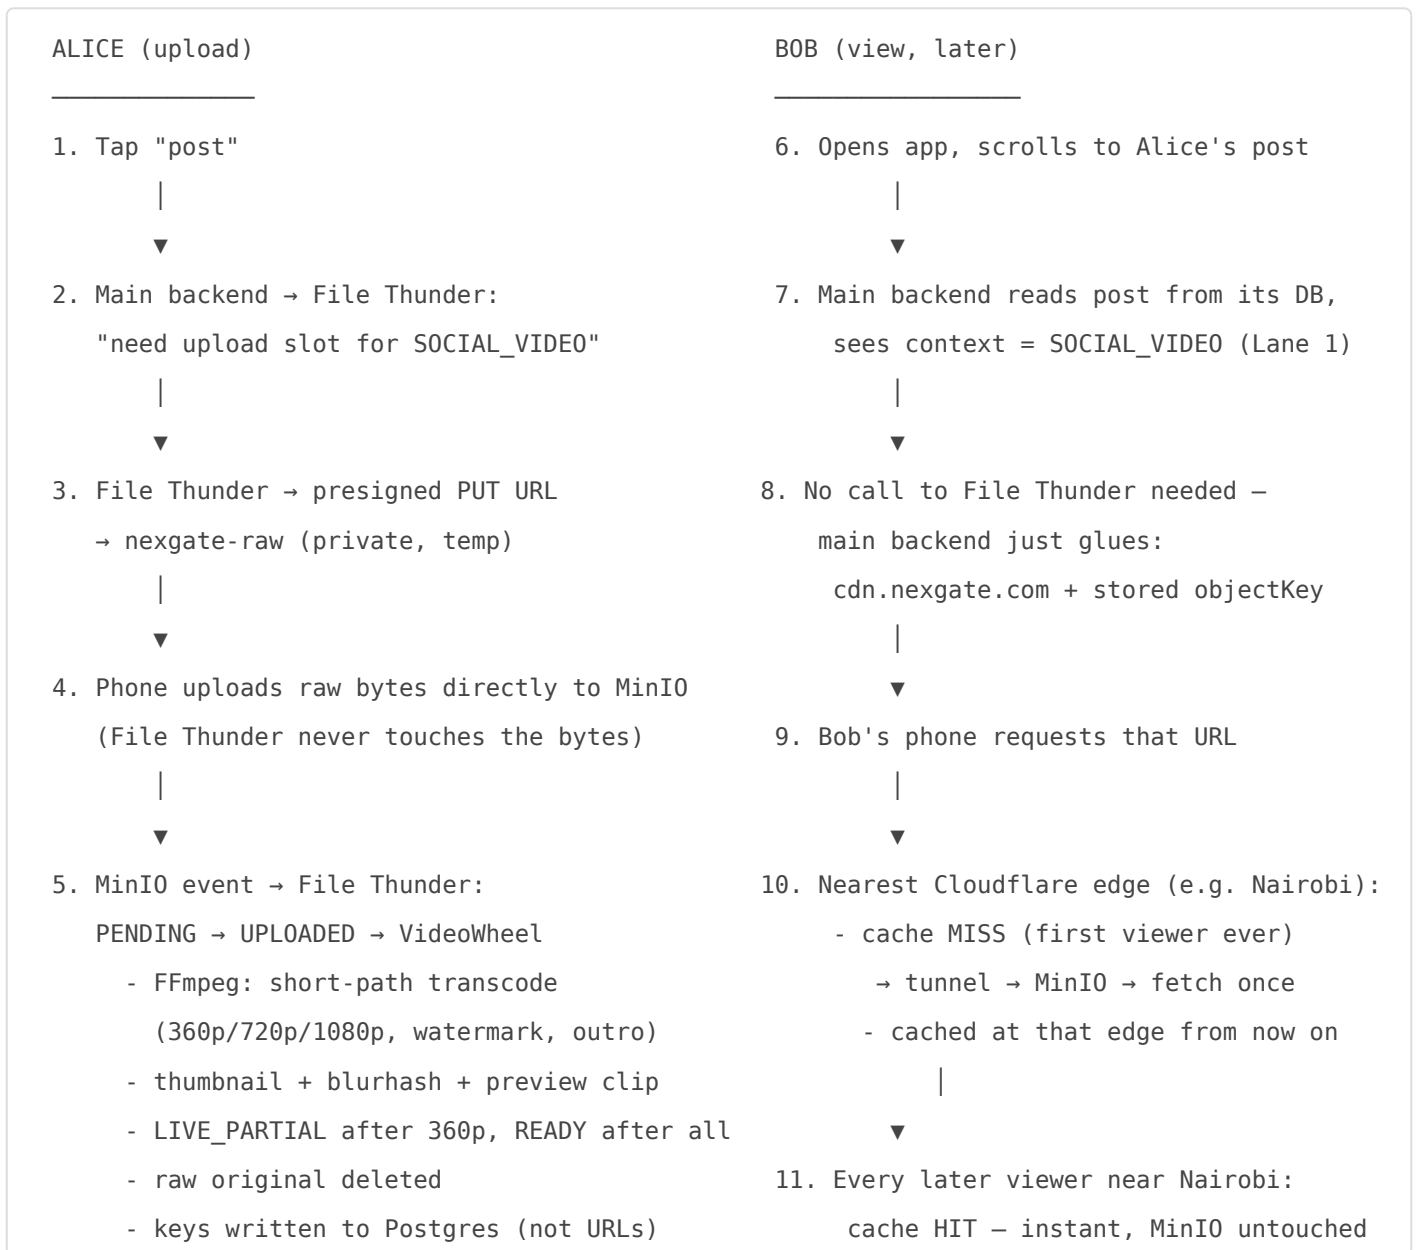 ALICE (upload)
1. Tap "post"
│
▼
2. Main backend → File Thunder:
"need upload slot for SOCIAL_VIDEO"
│
▼
3. File Thunder → presigned PUT URL
→ nexgate-raw (private, temp)
│
▼
4. Phone uploads raw bytes directly to MinIO
(File Thunder never touches the bytes)
│
▼
5. MinIO event → File Thunder:
PENDING → UPLOADED → VideoWheel
- FFmpeg: short-path transcode
(360p/720p/1080p, watermark, outro)
- thumbnail + blurhash + preview clip
- LIVE_PARTIAL after 360p, READY after all
- raw original deleted
- keys written to Postgres (not URLs)
BOB (view, later)
6. Opens app, scrolls to Alice's post
│
▼
7. Main backend reads post from its DB,
sees context = SOCIAL_VIDEO (Lane 1)
│
▼
8. No call to File Thunder needed —
main backend just glues:
cdn.nexgate.com + stored objectKey
│
▼
9. Bob's phone requests that URL
│
▼
10. Nearest Cloudflare edge (e.g. Nairobi):
- cache MISS (first viewer ever)
→ tunnel → MinIO → fetch once
- cached at that edge from now on
│
▼
11. Every later viewer near Nairobi:
cache HIT — instant, MinIO untouched